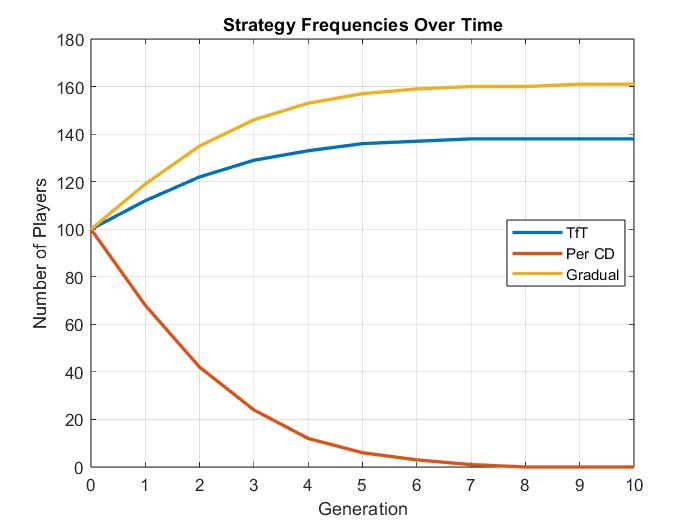 Strategy Frequencies Over Time
180
160
140
120
100
80
60
40
20
0
Number of Players
TfT
Per CD
Gradual
0 1 2 3 4 5 6 7 8 9 10
Generation